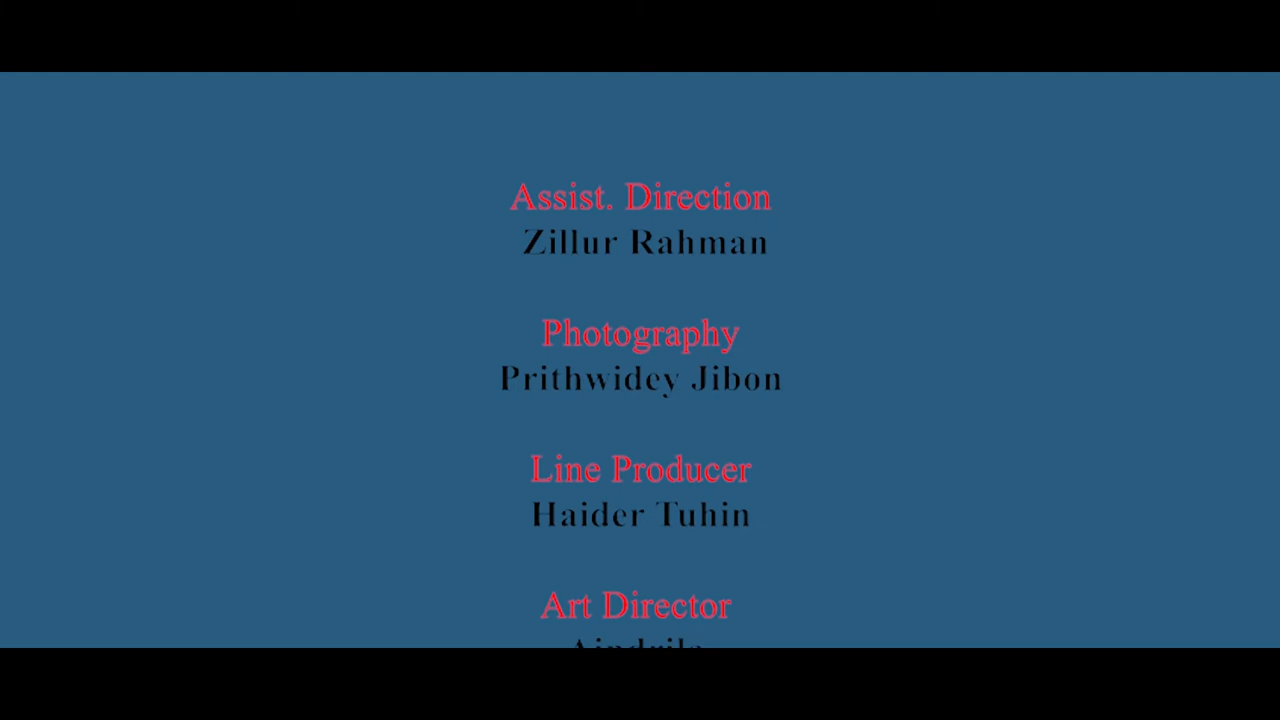 Assist. Direction
Zillur Rahman
Photography
Prithwidey Jibon
Line Producer
Haider Tuhin
Art Director